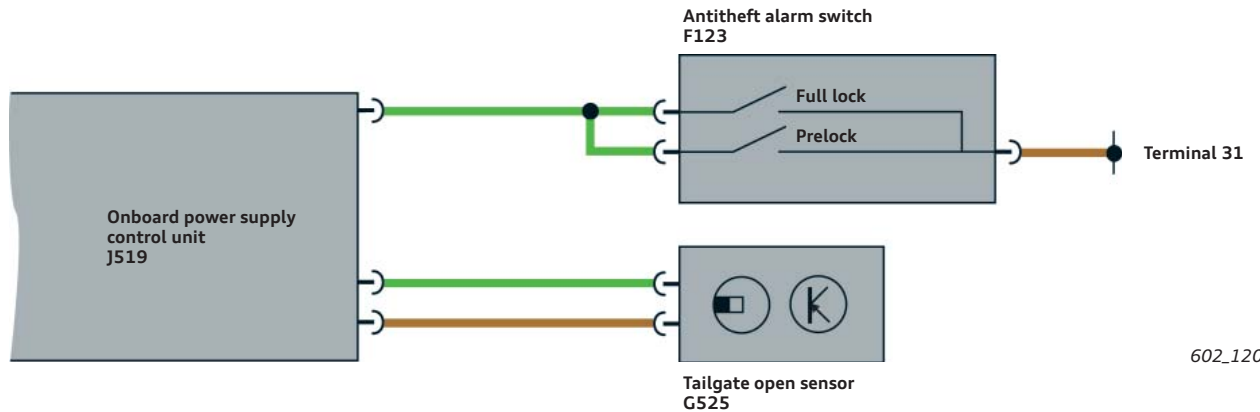 Antitheft alarm switch
F123
Full lock
Prelock
Terminal 31
Onboard power supply
control unit
J519
602_120
Tailgate open sensor
G525